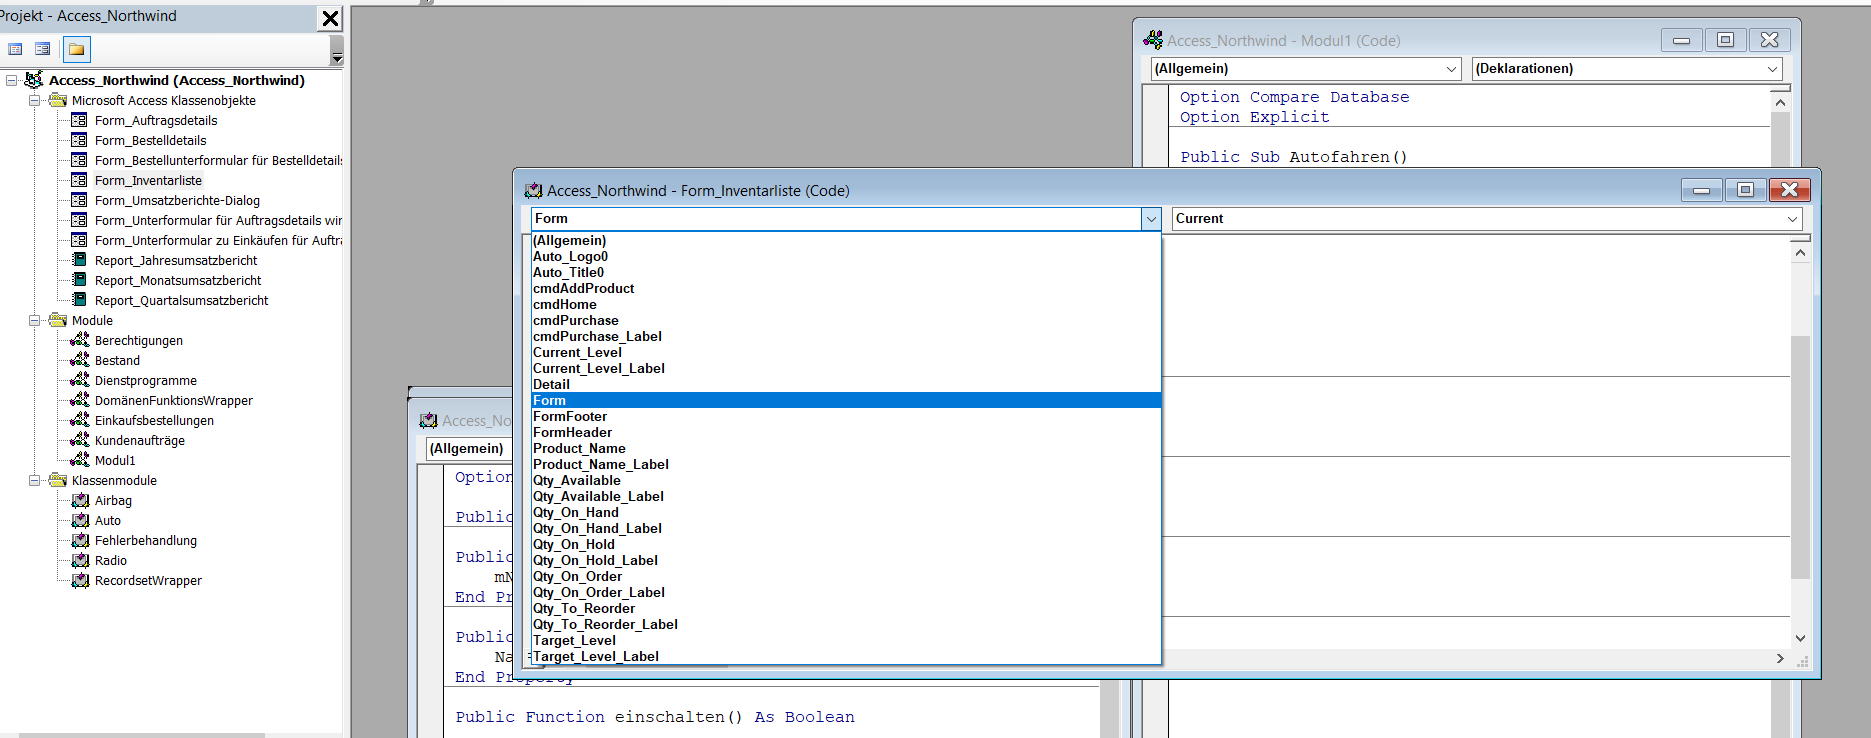 Projekt - Access_Northwind
Access_Northwind (Access_Northwind)
Microsoft Access Klassenobjekte
Form_Auftragsdetails
Form_Bestelldetails
Form_Bestellunterformular für Bestelldetails
Form_Inventarliste
Form_Umsatzberichte-Dialog
Form_Unterformular für Auftragsdetails wir
Form_Unterformular zu Einkäufen für Auftra
Report_Jahresumsatzbericht
Report_Monatsumsatzbericht
Report_Quartalsumsatzbericht
Module
Berechtigungen
Bestand
Dienstprogramme
DomänenFunktionsWrapper
Einkaufsbestellungen
Kundenaufträge
Modul1
Klassenmodule
Airbag
Auto
Fehlerbehandlung
Radio
RecordsetWrapper
Access_Northwind - Modul1 (Code)
(Allgemein)
(Deklarationen)
Option Compare Database
Option Explicit
Public Sub Autofahren()
Access_Northwind - Form_Inventarliste (Code)
Form
Current
(Allgemein)
Auto_Logo0
Auto_Title0
cmdAddProduct
cmdHome
cmdPurchase
cmdPurchase_Label
Current_Level
Current_Level_Label
Detail
Form
FormFooter
FormHeader
Product_Name
Product_Name_Label
Qty_Available
Qty_Available_Label
Qty_On_Hand
Qty_On_Hand_Label
Qty_On_Hold
Qty_On_Hold_Label
Qty_On_Order
Qty_On_Order_Label
Qty_To_Reorder
Qty_To_Reorder_Label
Target_Level
Target_Level_Label
Access_No
(Allgemein)
Option
Public
Public
mN
End Pr
Public
Na
End Property
Public Function einschalten() As Boolean